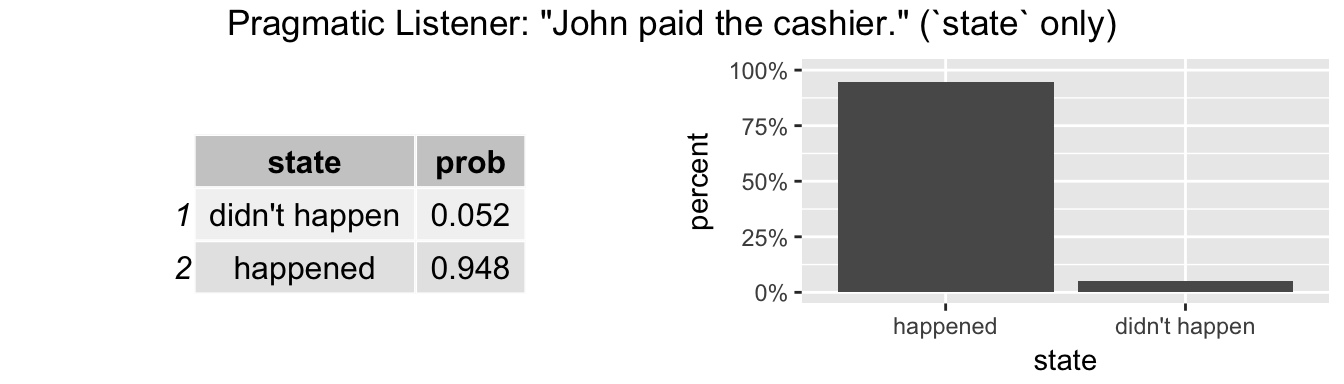 Pragmatic Listener: "John paid the cashier." (`state` only)
state prob
1 didn't happen 0.052
2 happened 0.948
percent
100%
75%
50%
25%
0%
happened didn't happen
state